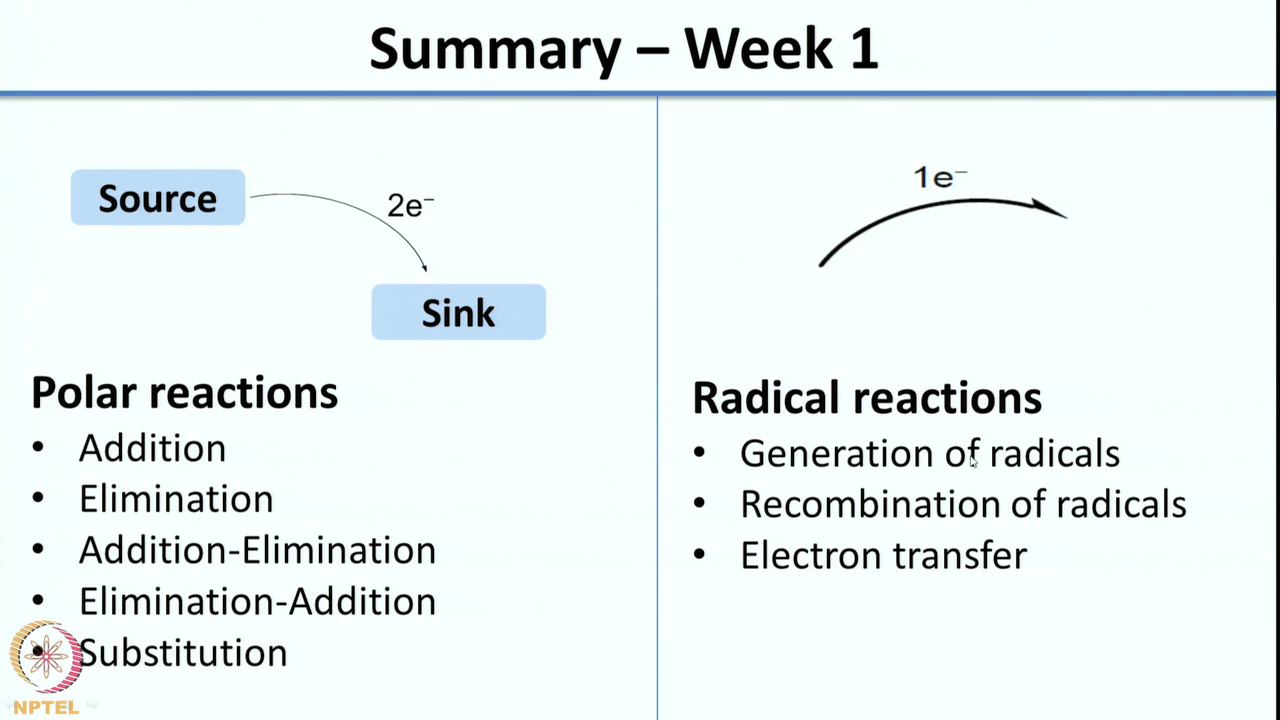 Summary – Week 1
Source
2e⁻
Sink
Polar reactions
• Addition
• Elimination
• Addition-Elimination
• Elimination-Addition
• Substitution
1e⁻
Radical reactions
• Generation of radicals
• Recombination of radicals
• Electron transfer
NPTEL